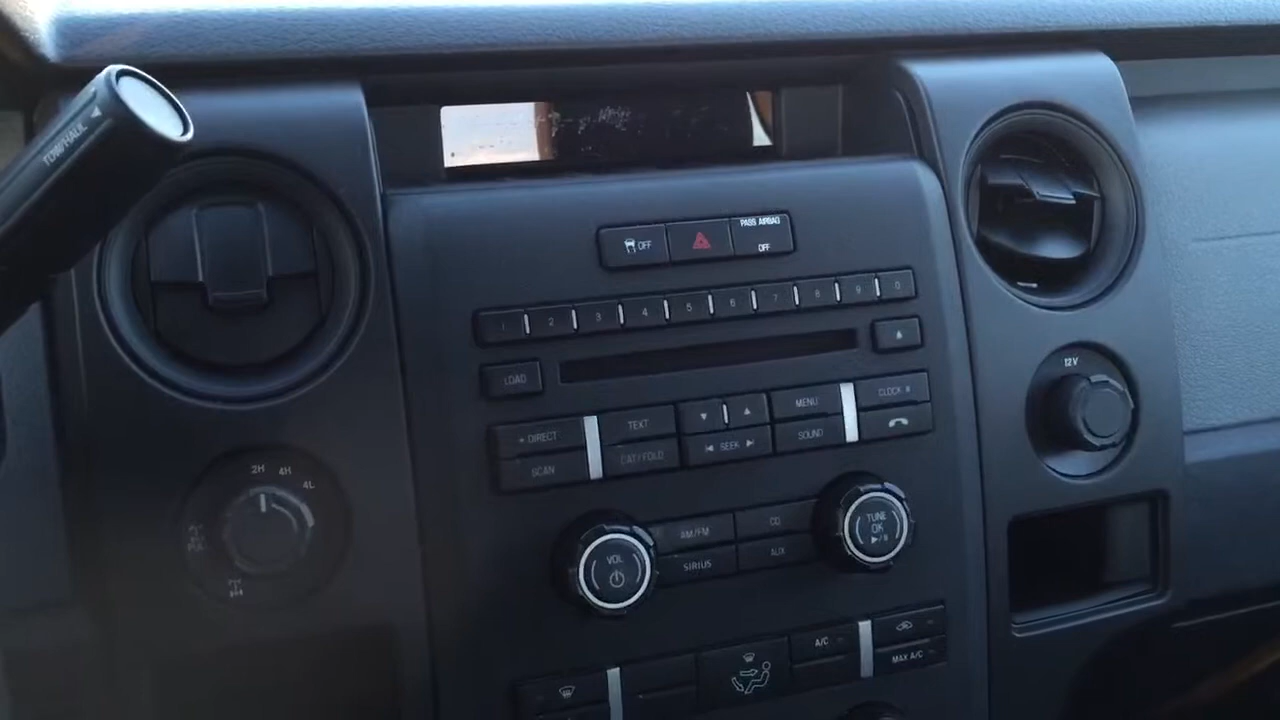 TOW/HAUL
OFF
PASS AIRBAG
OFF
1 2 3 4 5 6 7 8 9 0
LOAD
DIRECT
TEXT
MENU
CLOCK
SCAN
CAT/FOLD
SEEK
SOUND
12V
2H 4H
4L
AM/FM
CD
SIRIUS
AUX
VOL
TUNE
OK
A/C
MAX A/C